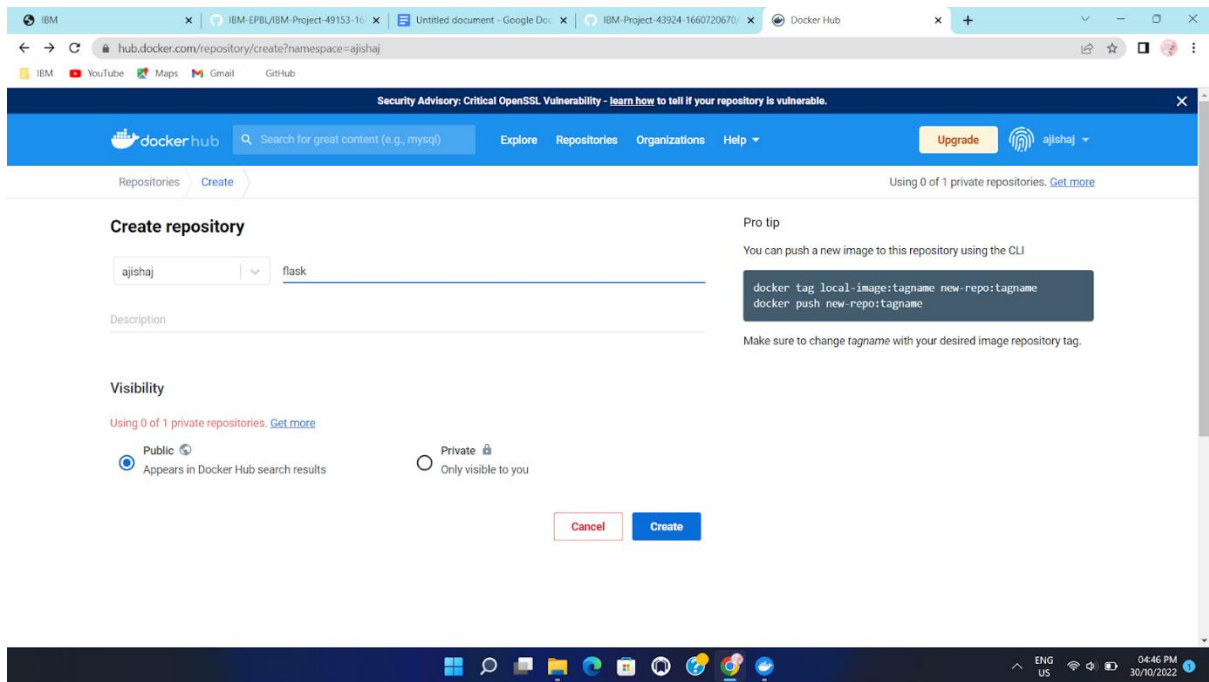 IBM
IBM-EPBL/IBM-Project-49153-16
Untitled document - Google Doc
IBM-Project-43924-1660720670/
Docker Hub
hub.docker.com/repository/create?namespace=ajishaj
IBM YouTube Maps Gmail GitHub
Security Advisory: Critical OpenSSL Vulnerability - learn how to tell if your repository is vulnerable.
dockerhub Search for great content (e.g., mysql) Explore Repositories Organizations Help Upgrade ajishaj
Repositories Create Using 0 of 1 private repositories. Get more
Create repository
ajishaj flask
Description
Pro tip
You can push a new image to this repository using the CLI
docker tag local-image:tagname new-repo:tagname
docker push new-repo:tagname
Make sure to change tagname with your desired image repository tag.
Visibility
Using 0 of 1 private repositories. Get more
Public
Appears in Docker Hub search results
Private
Only visible to you
Cancel Create
ENG
US
04:46 PM
30/10/2022
1